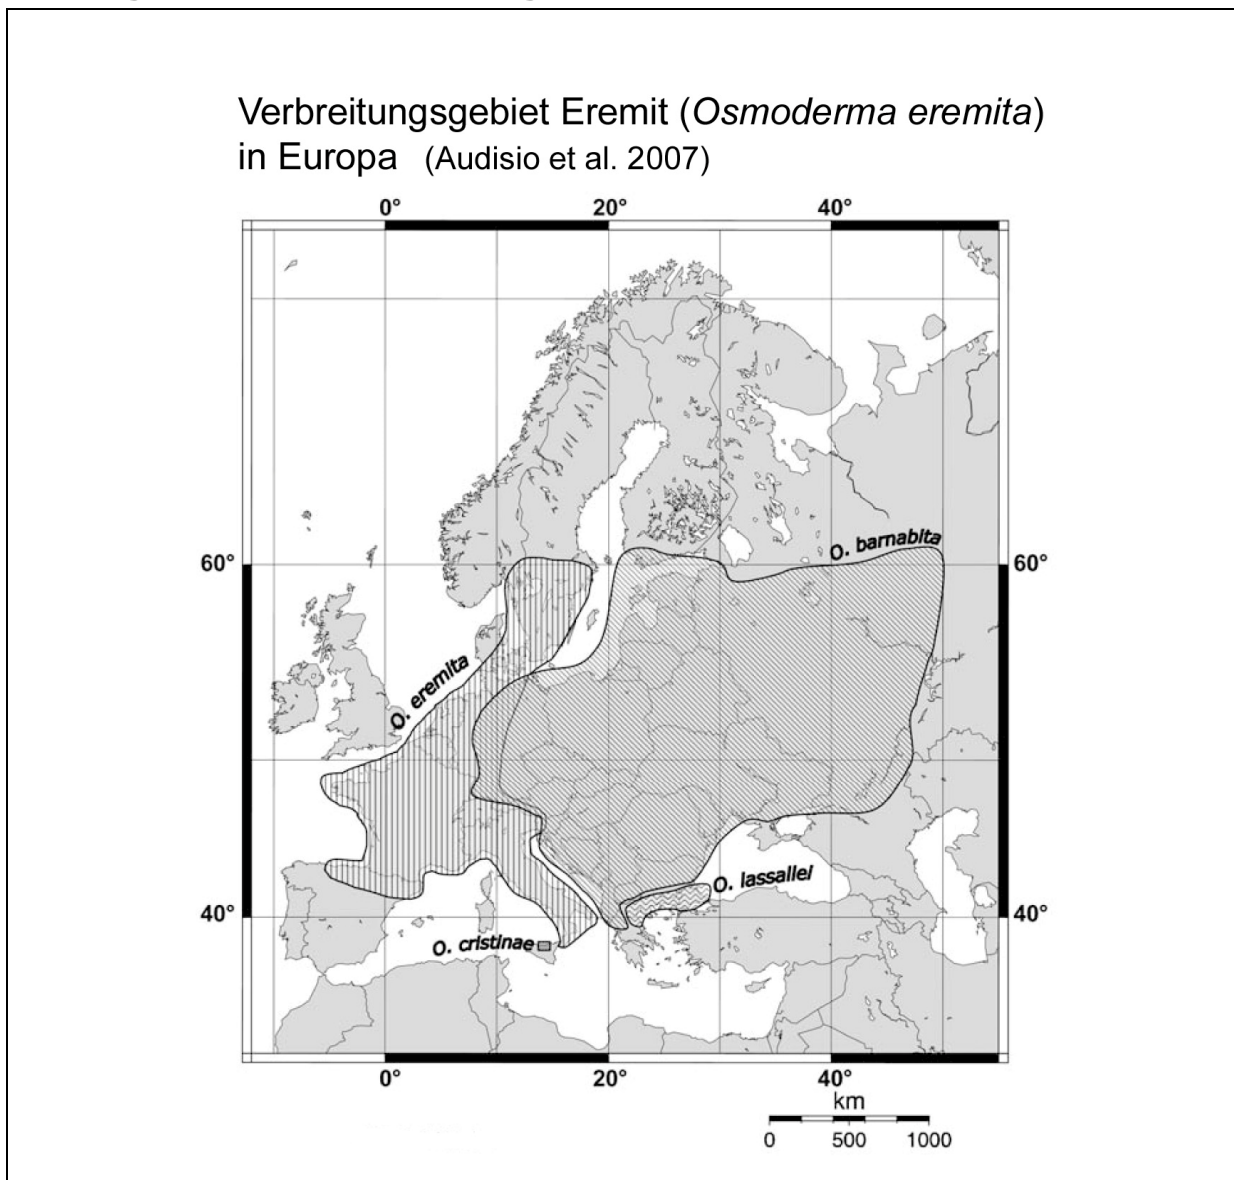 Verbreitungsgebiet Eremit (Osmoderma eremita)
in Europa (Audisio et al. 2007)
0° 20° 40°
O. barnabita
60° 60°
O. eremita
O. lassallei
40° 40°
O. cristinae
0° 20° 40°
km
0 500 1000